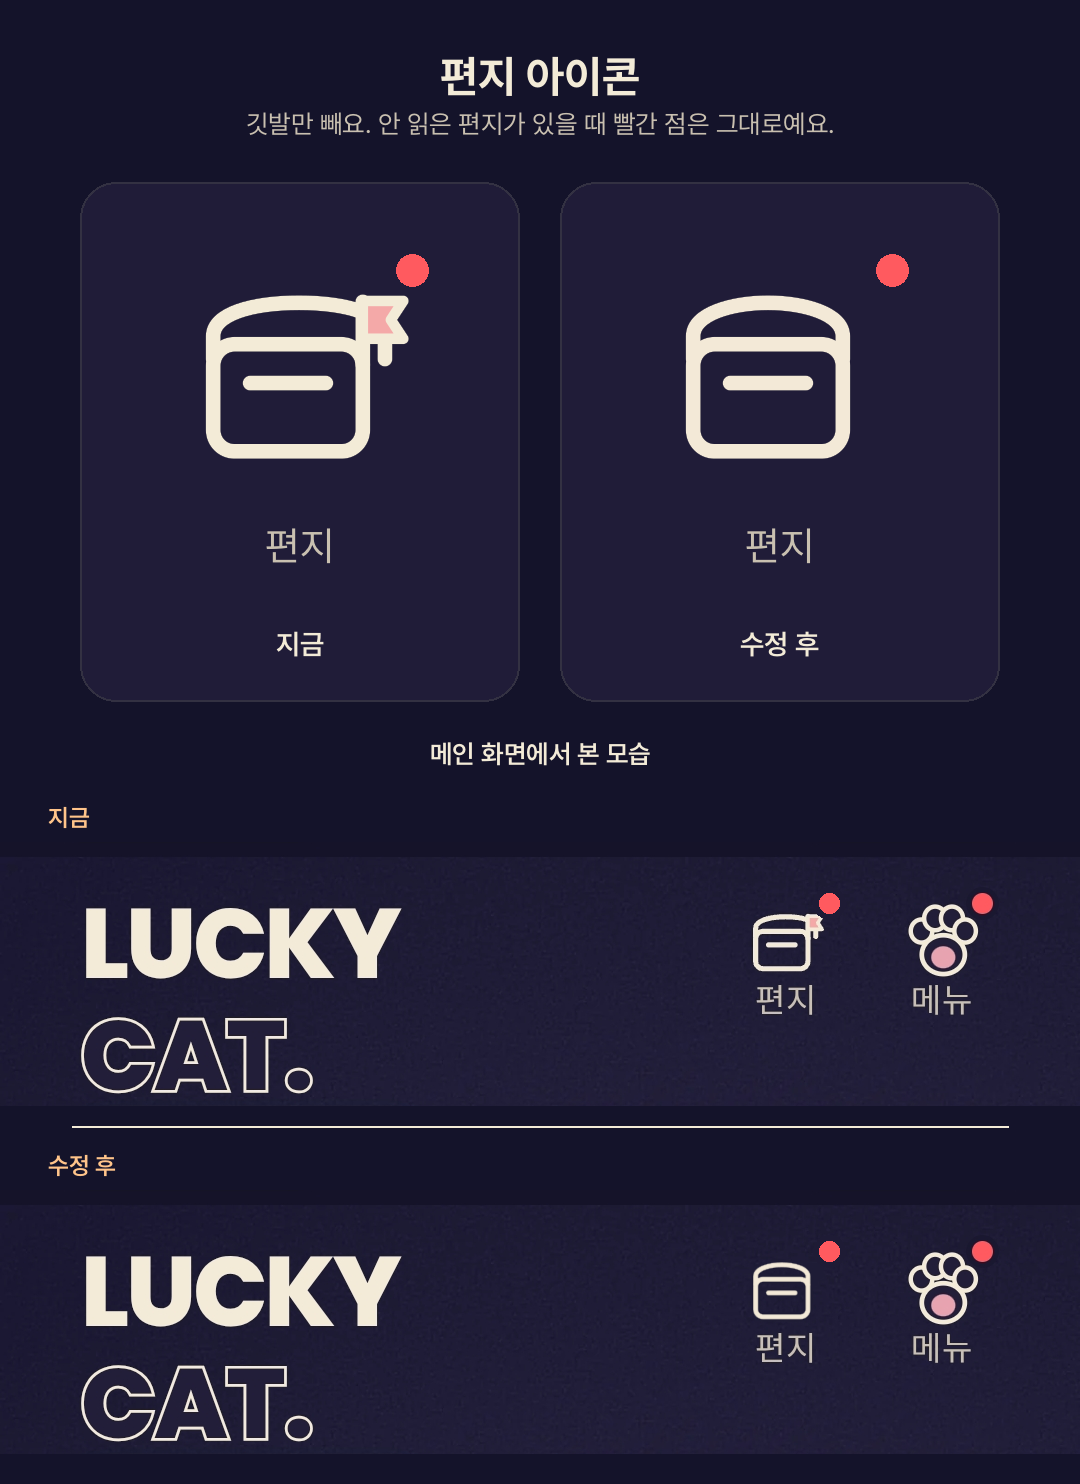 편지 아이콘
깃발만 빼요. 안 읽은 편지가 있을 때 빨간 점은 그대로예요.
편지
편지
지금
수정 후
메인 화면에서 본 모습
지금
LUCKY
CAT.
편지
메뉴
수정 후
LUCKY
CAT.
편지
메뉴